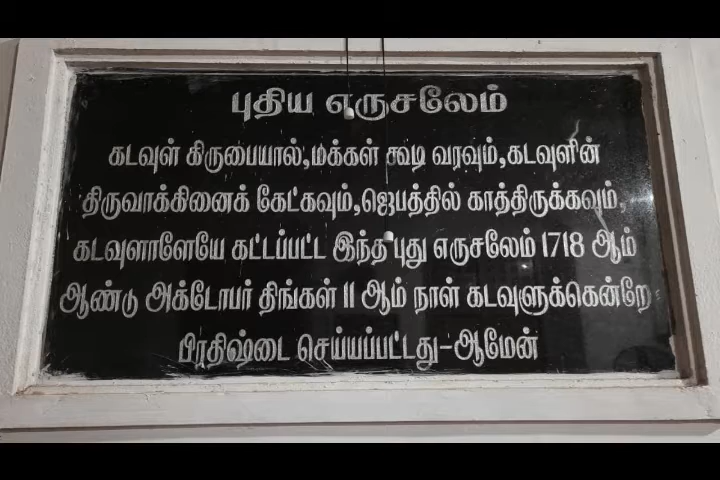 புதிய எருசலேம்
கடவுள் கிருபையால்,மக்கள் கூடி வரவும்,கடவுளின்
திருவாக்கினைக் கேட்கவும்,ஜெபத்தில் காத்திருக்கவும்,
கடவுளாளேயே கட்டப்பட்ட இந்த புது எருசலேம் 1718 ஆம்
ஆண்டு அக்டோபர் திங்கள் 11 ஆம் நாள் கடவுளுக்கென்றே
பிரதிஷ்டை செய்யப்பட்டது-ஆமேன்